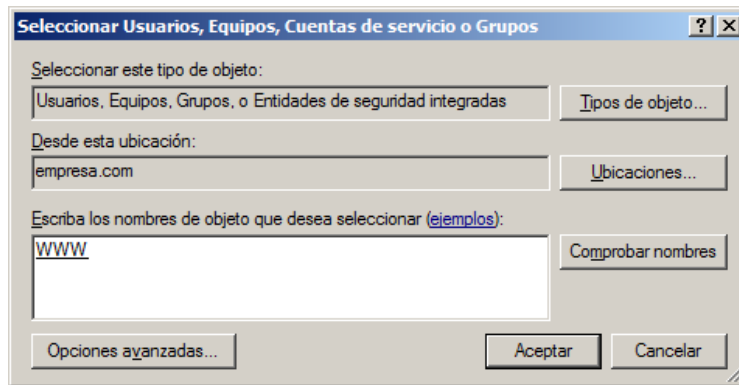 Seleccionar Usuarios, Equipos, Cuentas de servicio o Grupos
Seleccionar este tipo de objeto:
Usuarios, Equipos, Grupos, o Entidades de seguridad integradas
Tipos de objeto...
Desde esta ubicación:
empresa.com
Ubicaciones...
Escriba los nombres de objeto que desea seleccionar (ejemplos):
WWW
Comprobar nombres
Opciones avanzadas...
Aceptar
Cancelar